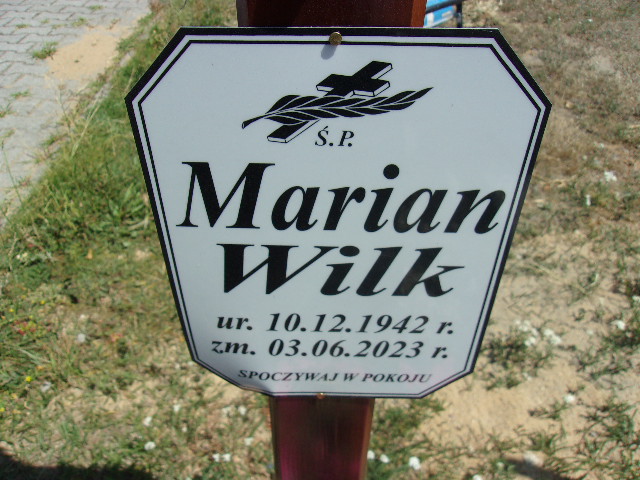 Ś.P.
Marian
Wilk
ur. 10.12.1942 r.
zm. 03.06.2023 r.
SPOCZYWAJ W POKOJU